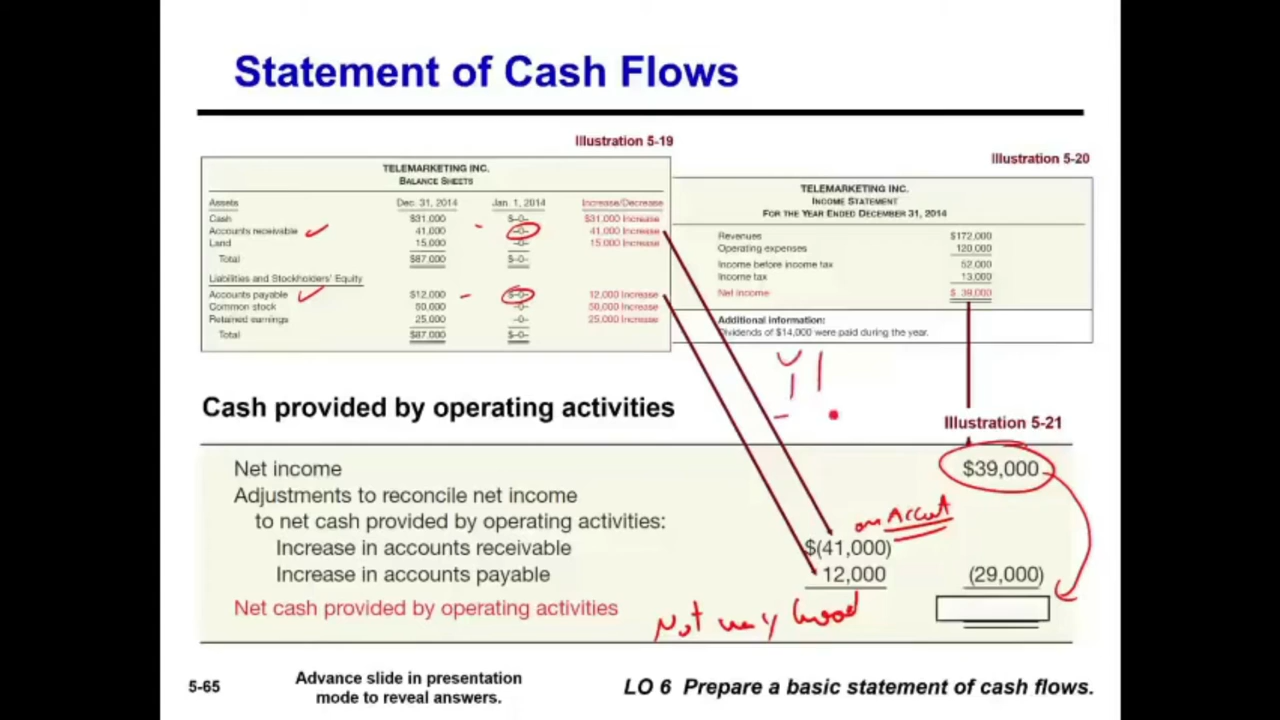 Statement of Cash Flows
Illustration 5-19
TELEMARKETING INC.
BALANCE SHEETS
Assets Dec. 31, 2014 Jan. 1, 2014 Increase/Decrease
Cash $31,000 $-0- $31,000 Increase
Accounts receivable 41,000 -0- 41,000 Increase
Land 15,000 -0- 15,000 Increase
Total $87,000 $-0-
Liabilities and Stockholders' Equity
Accounts payable $12,000 $-0- 12,000 Increase
Common stock 50,000 -0- 50,000 Increase
Retained earnings 25,000 -0- 25,000 Increase
Total $87,000 $-0-
Illustration 5-20
TELEMARKETING INC.
INCOME STATEMENT
FOR THE YEAR ENDED DECEMBER 31, 2014
Revenues $172,000
Operating expenses 120,000
Income before income tax 52,000
Income tax 13,000
Net income $ 39,000
Additional information:
Dividends of $14,000 were paid during the year.
Cash provided by operating activities
Illustration 5-21
Net income $39,000
Adjustments to reconcile net income
to net cash provided by operating activities:
on Accout
Increase in accounts receivable $(41,000)
Increase in accounts payable 12,000 (29,000)
Net cash provided by operating activities
Not very Good
5-65
Advance slide in presentation
mode to reveal answers.
LO 6 Prepare a basic statement of cash flows.